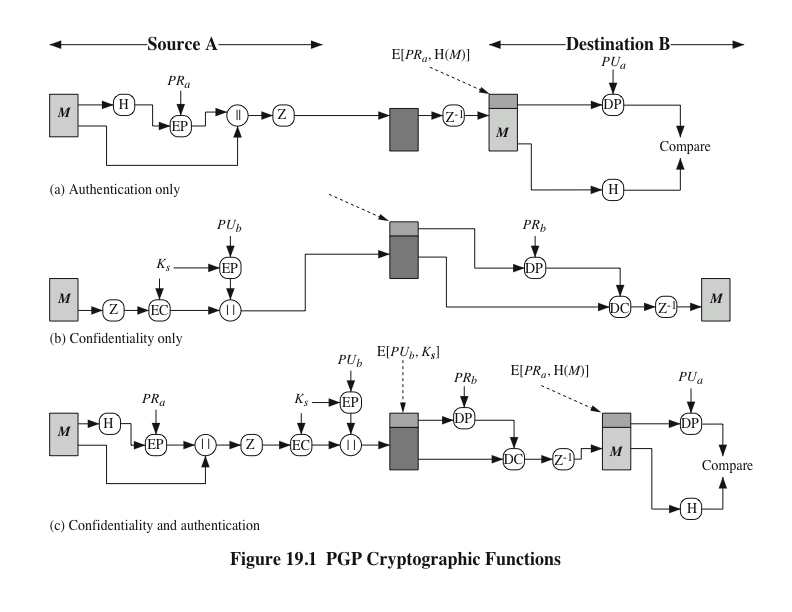 Source A
Destination B
E[PRa, H(M)]
PUa
PRa
M
H
EP
||
Z
Z-1
M
DP
Compare
H
(a) Authentication only
PUb
PRb
Ks
EP
DP
M
Z
EC
||
DC
Z-1
M
(b) Confidentiality only
E[PUb, Ks]
PUb
E[PRa, H(M)]
PRb
PUa
PRa
Ks
EP
M
H
EP
||
Z
EC
||
DP
DC
Z-1
M
DP
Compare
H
(c) Confidentiality and authentication
Figure 19.1 PGP Cryptographic Functions